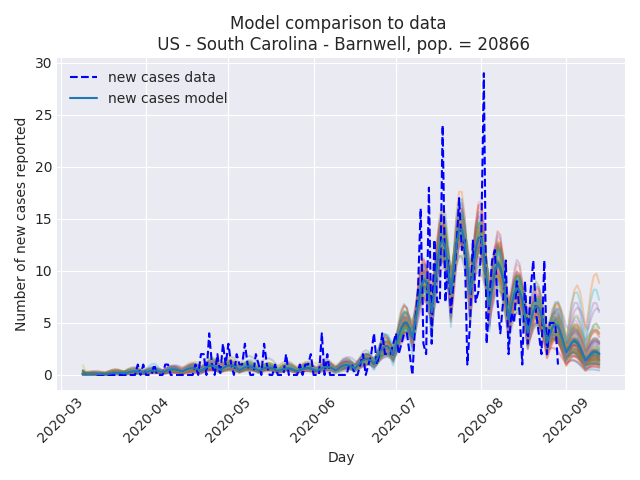 Model comparison to data
US - South Carolina - Barnwell, pop. = 20866
new cases data
new cases model
Number of new cases reported
30
25
20
15
10
5
0
2020-03
2020-04
2020-05
2020-06
2020-07
2020-08
2020-09
Day